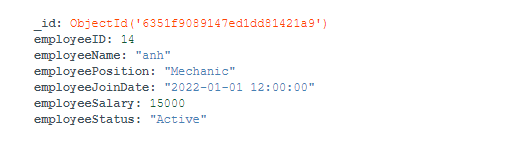 _id: ObjectId('6351f9089147ed1dd81421a9')
employeeID: 14
employeeName: "anh"
employeePosition: "Mechanic"
employeeJoinDate: "2022-01-01 12:00:00"
employeeSalary: 15000
employeeStatus: "Active"